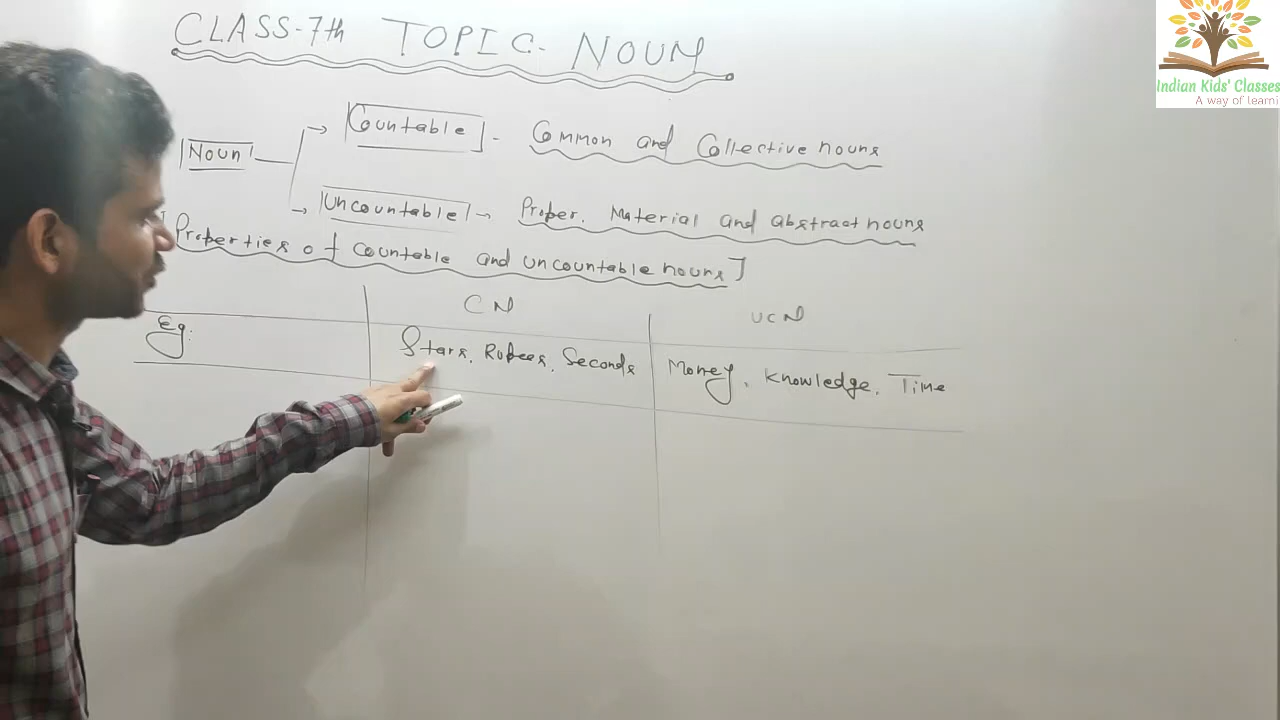 CLASS-7th TOPIC- NOUN
Noun
Countable - Common and Collective nouns
Uncountable → Proper, Material and abstract nouns
[Properties of countable and uncountable nouns]
CN UCN
Eg: Stars, Rupees, Seconds Money, Knowledge, Time
Indian Kids' Classes
A way of learni